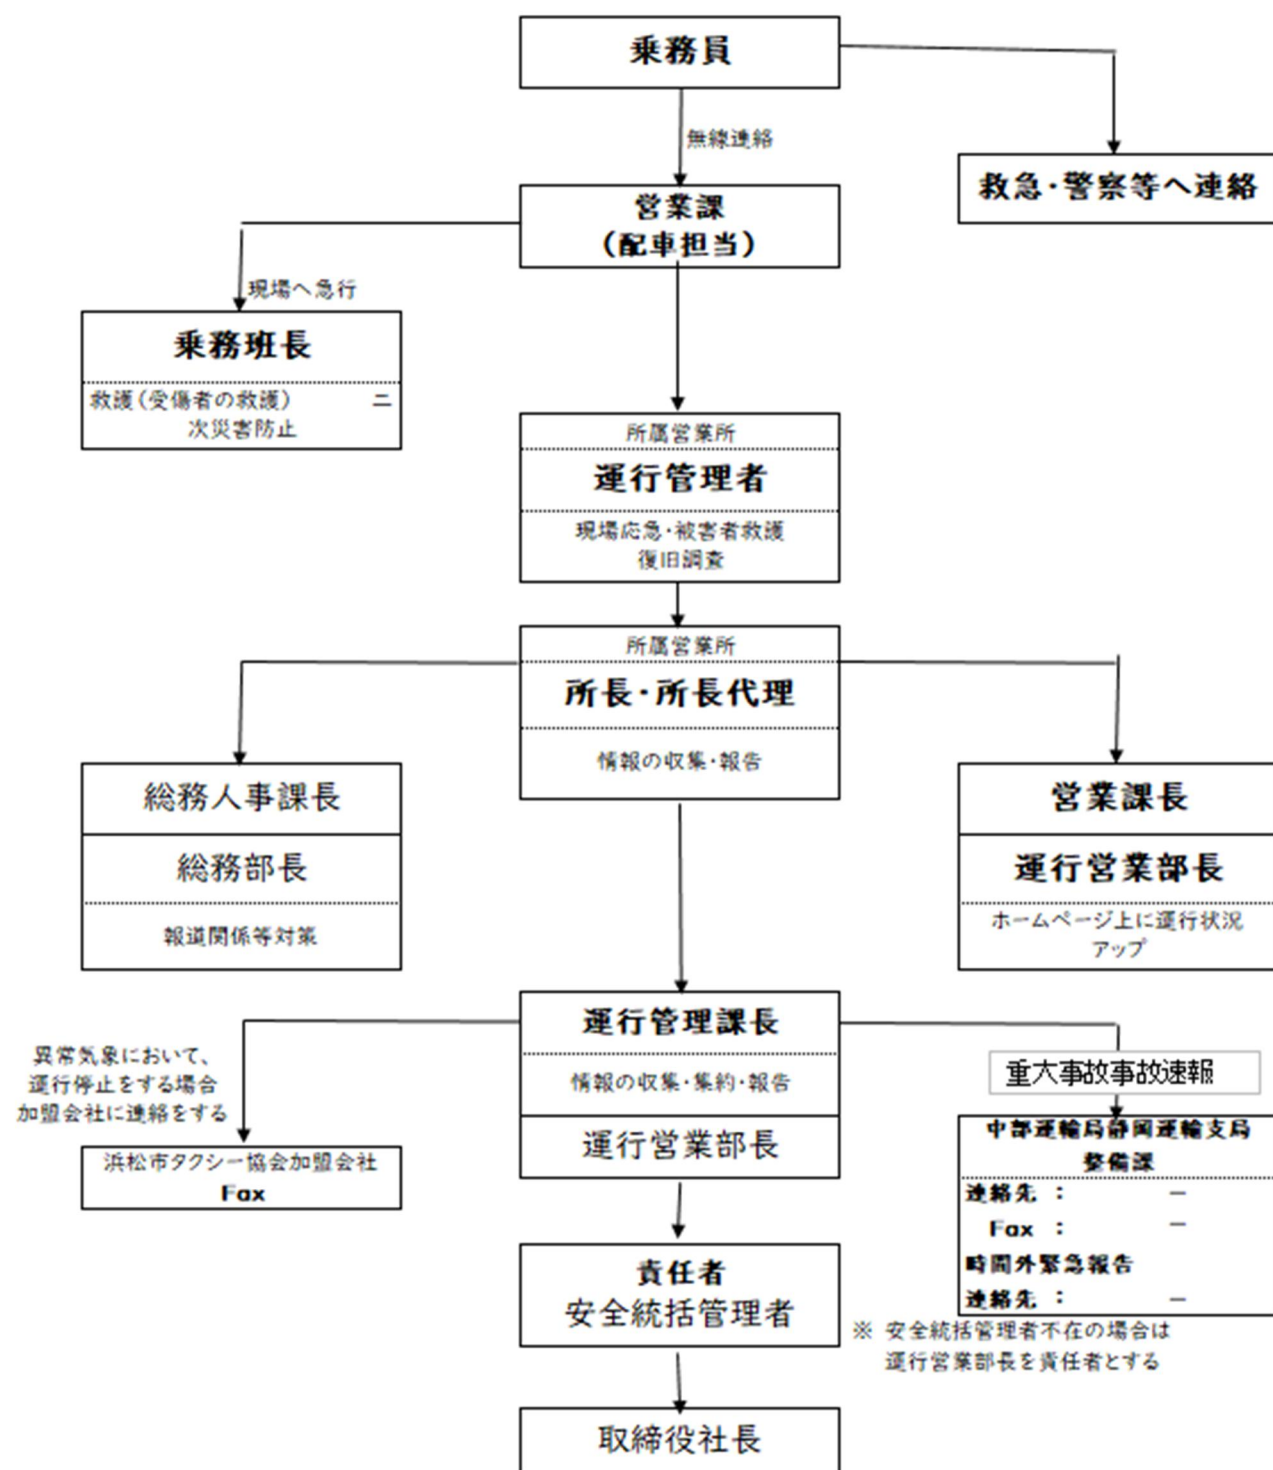 乗務員
無線連絡
救急・警察等へ連絡
営業課
（配車担当）
現場へ急行
乗務班長
救護（受傷者の救護）　　　二
次災害防止
所属営業所
運行管理者
現場応急・被害者救護
復旧調査
所属営業所
所長・所長代理
情報の収集・報告
総務人事課長
総務部長
報道関係等対策
営業課長
運行営業部長
ホームページ上に運行状況
アップ
運行管理課長
情報の収集・集約・報告
運行営業部長
異常気象において、
運行停止をする場合
加盟会社に連絡をする
浜松市タクシー協会加盟会社
Fax
重大事故事故速報
中部運輸局静岡運輸支局
整備課
連絡先 ：　　　　－
Fax ：　　　　－
時間外緊急報告
連絡先 ：　　　　－
責任者
安全統括管理者
※ 安全統括管理者不在の場合は
運行営業部長を責任者とする
取締役社長